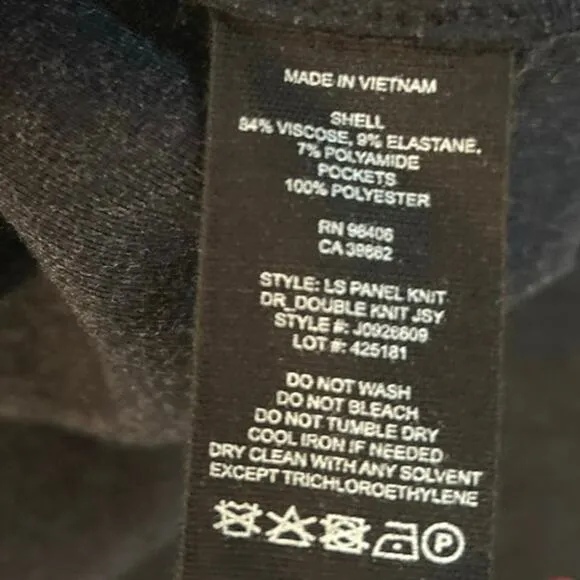 MADE IN VIETNAM
SHELL
84% VISCOSE, 9% ELASTANE,
7% POLYAMIDE
POCKETS
100% POLYESTER
RN 98406
CA 39862
STYLE: LS PANEL KNIT
DR_DOUBLE KNIT JSY
STYLE #: J0928609
LOT #: 425181
DO NOT WASH
DO NOT BLEACH
DO NOT TUMBLE DRY
COOL IRON IF NEEDED
DRY CLEAN WITH ANY SOLVENT
EXCEPT TRICHLOROETHYLENE
P